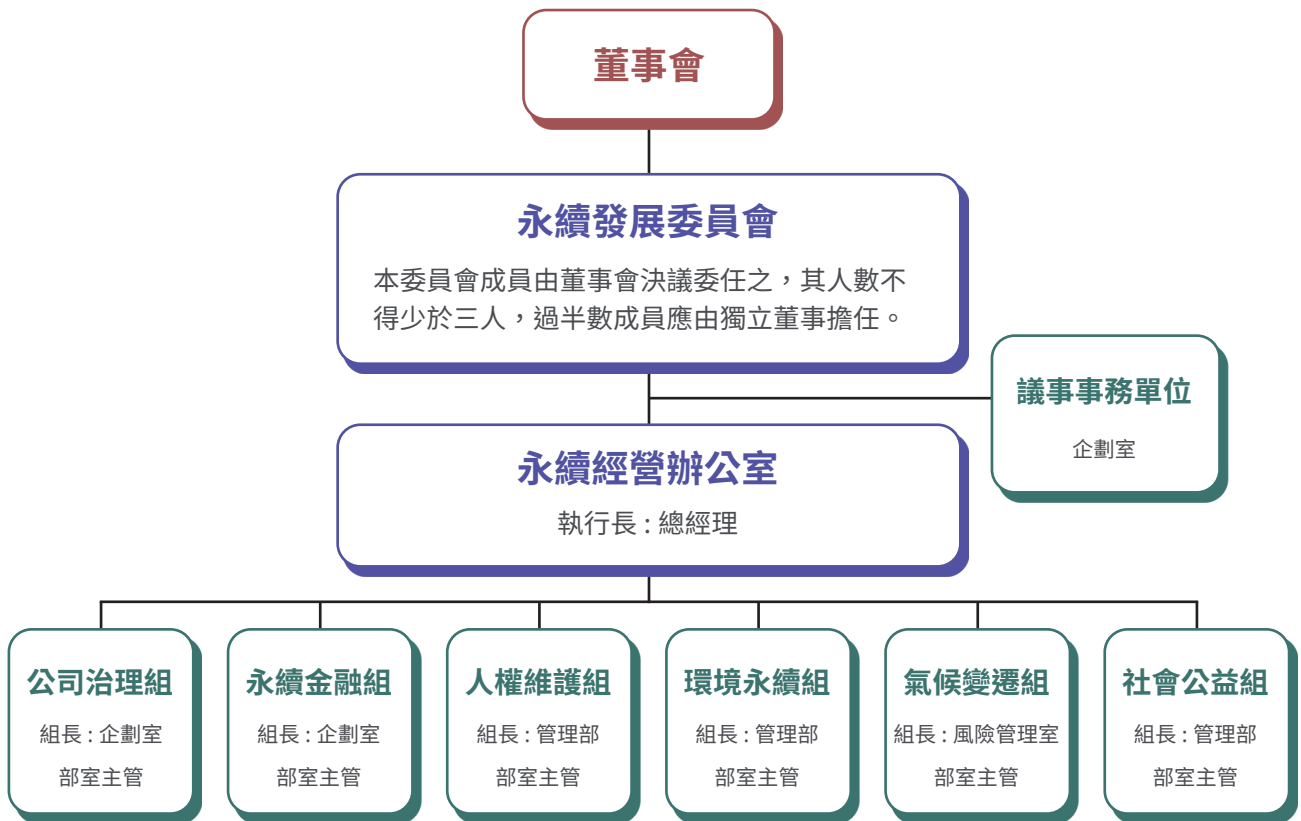 董事會
永續發展委員會
本委員會成員由董事會決議委任之，其人數不
得少於三人，過半數成員應由獨立董事擔任。
議事事務單位
企劃室
永續經營辦公室
執行長 : 總經理
公司治理組
組長 : 企劃室
部室主管
永續金融組
組長 : 企劃室
部室主管
人權維護組
組長 : 管理部
部室主管
環境永續組
組長 : 管理部
部室主管
氣候變遷組
組長 : 風險管理室
部室主管
社會公益組
組長 : 管理部
部室主管